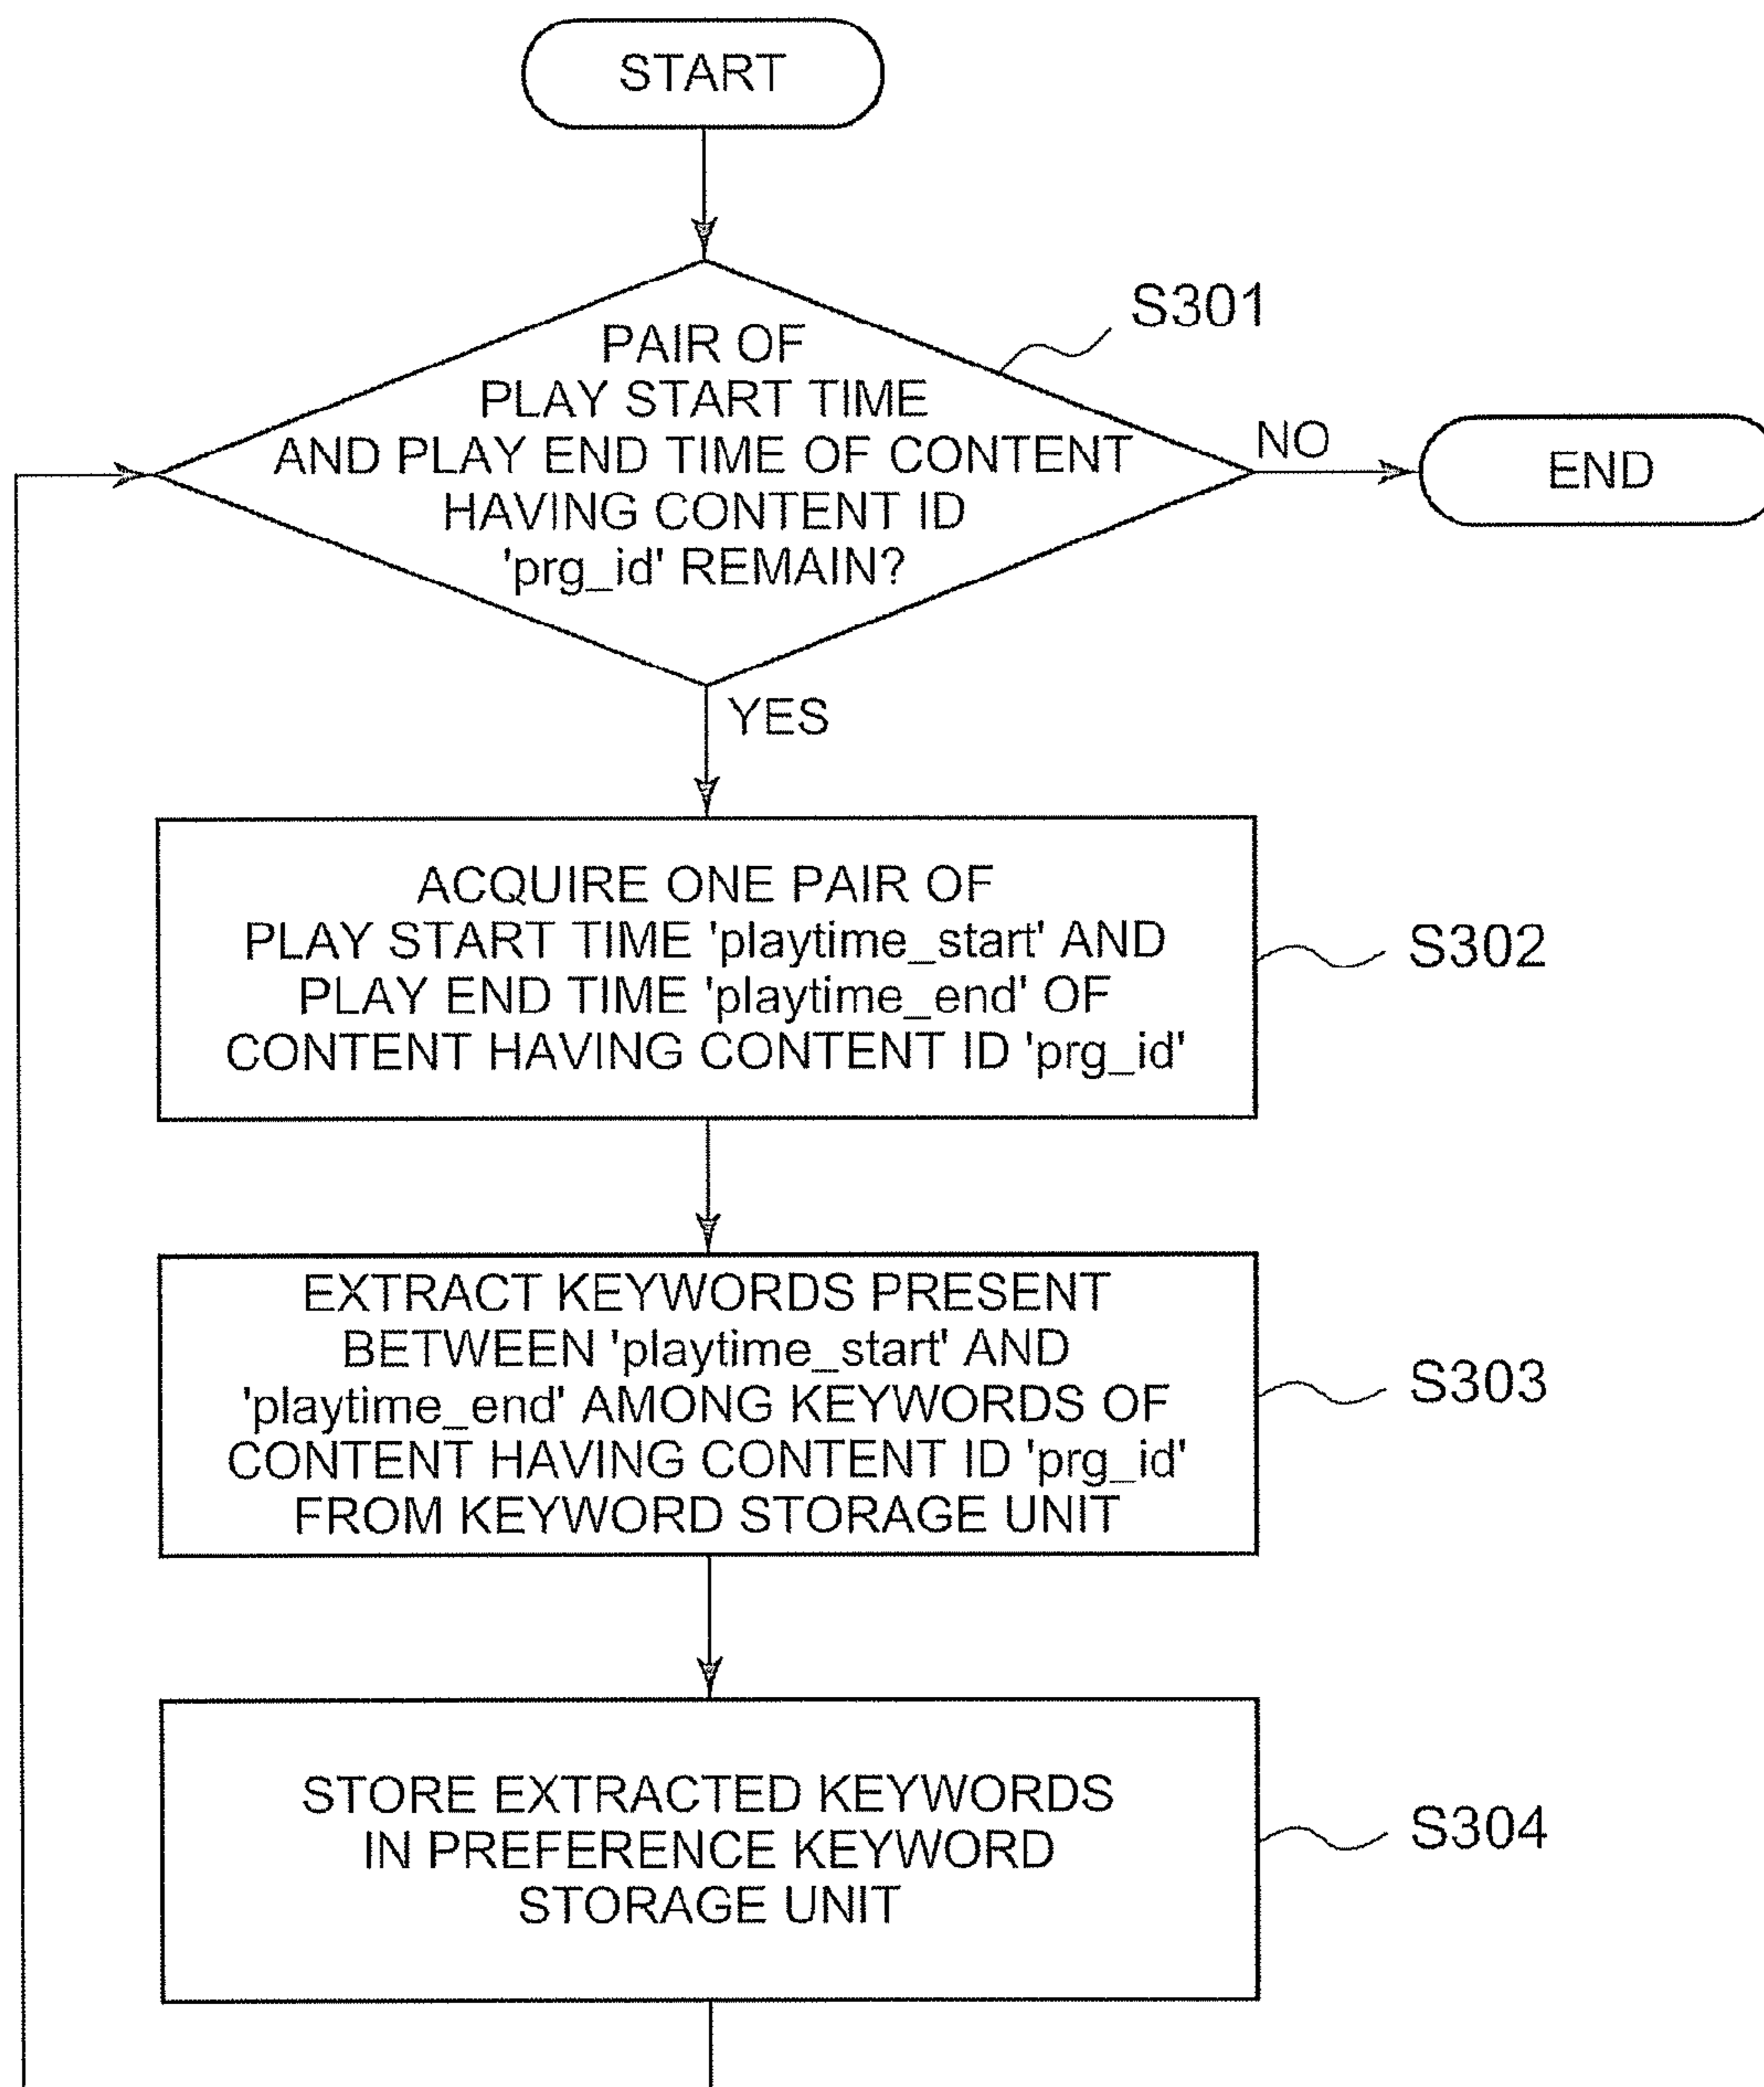 START
S301
PAIR OF
PLAY START TIME
AND PLAY END TIME OF CONTENT
HAVING CONTENT ID
'prg_id' REMAIN?
NO
END
YES
ACQUIRE ONE PAIR OF
PLAY START TIME 'playtime_start' AND
PLAY END TIME 'playtime_end' OF
CONTENT HAVING CONTENT ID 'prg_id'
S302
EXTRACT KEYWORDS PRESENT
BETWEEN 'playtime_start' AND
'playtime_end' AMONG KEYWORDS OF
CONTENT HAVING CONTENT ID 'prg_id'
FROM KEYWORD STORAGE UNIT
S303
STORE EXTRACTED KEYWORDS
IN PREFERENCE KEYWORD
STORAGE UNIT
S304